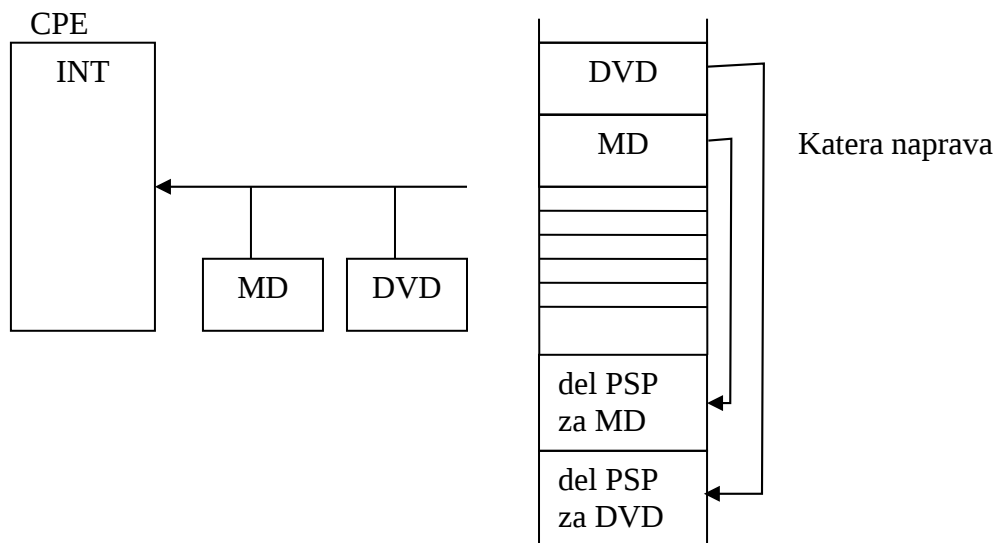 CPE
INT
MD
DVD
DVD
MD
Katera naprava
del PSP
za MD
del PSP
za DVD